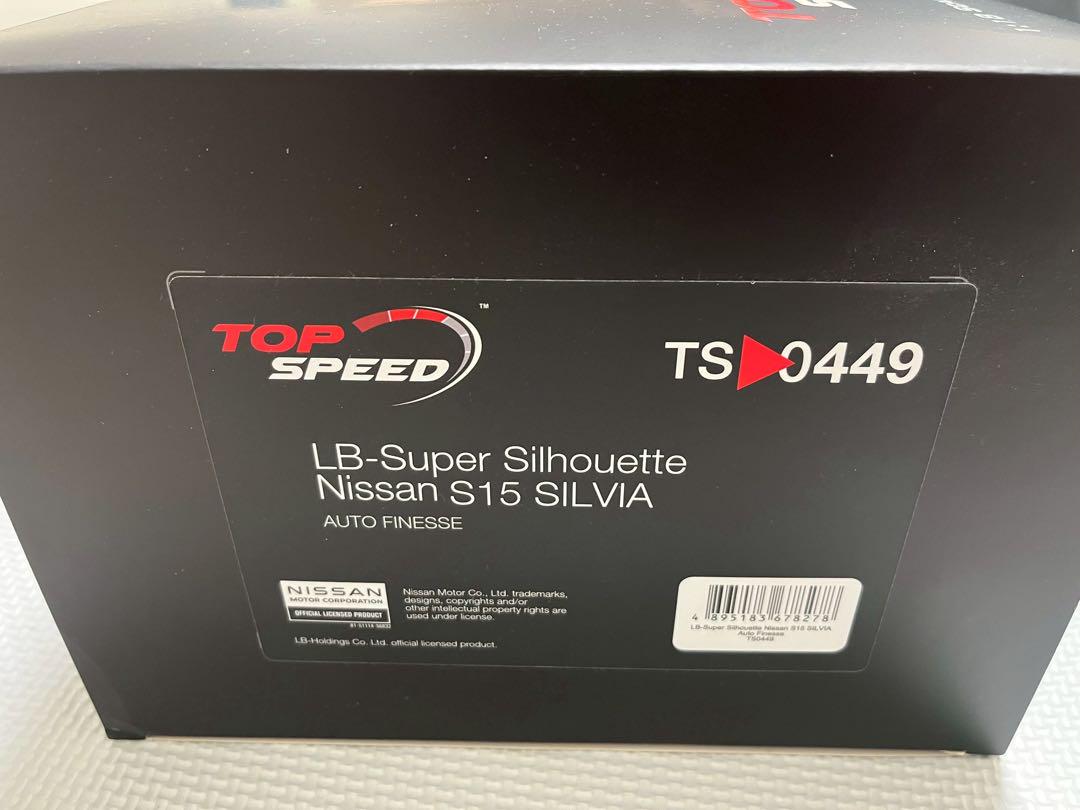 TOP
SPEED
™
TS 0449
LB-Super Silhouette
Nissan S15 SILVIA
AUTO FINESSE
NISSAN
MOTOR CORPORATION
OFFICIAL LICENSED PRODUCT
Nissan Motor Co., Ltd. trademarks,
designs, copyrights and/or
other intellectual property rights are
used under license.
LB-Holdings Co. Ltd. official licensed product.
4 895183 678278
LB-Super Silhouette Nissan S15 SILVIA
Auto Finesse
TS0449